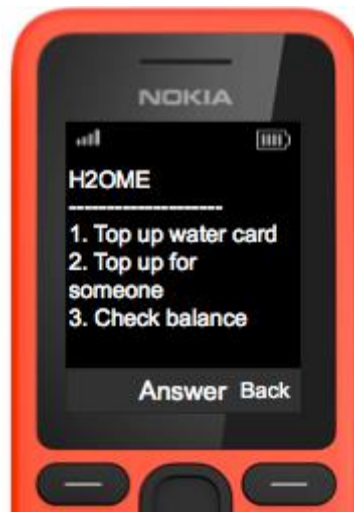 NOKIA
H2OME
--------------------
1. Top up water card
2. Top up for
someone
3. Check balance
Answer Back